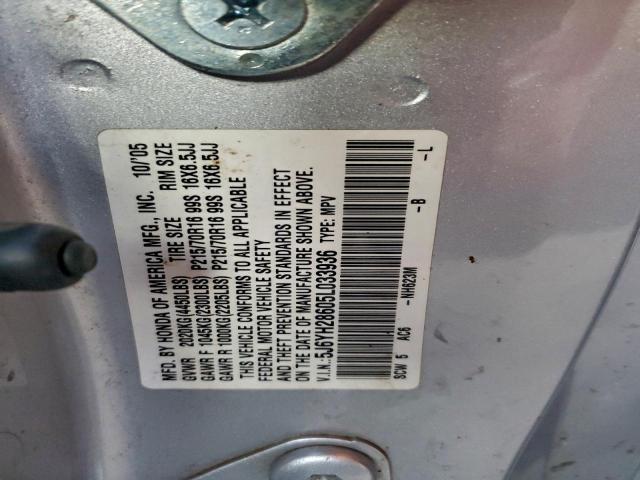 MFD. BY HONDA OF AMERICA MFG., INC. 10/'05
GVWR 2020KG(4450LBS) TIRE SIZE RIM SIZE
GAWR F 1045KG(2300LBS) P215/70R16 99S 16X6.5JJ
GAWR R 1000KG(2205LBS) P215/70R16 99S 16X6.5JJ
THIS VEHICLE CONFORMS TO ALL APPLICABLE
FEDERAL MOTOR VEHICLE SAFETY
AND THEFT PREVENTION STANDARDS IN EFFECT
ON THE DATE OF MANUFACTURE SHOWN ABOVE.
V.I.N.:5J6YH28605L033936 TYPE: MPV
SCW 5 AC6 -NH623M -B -L